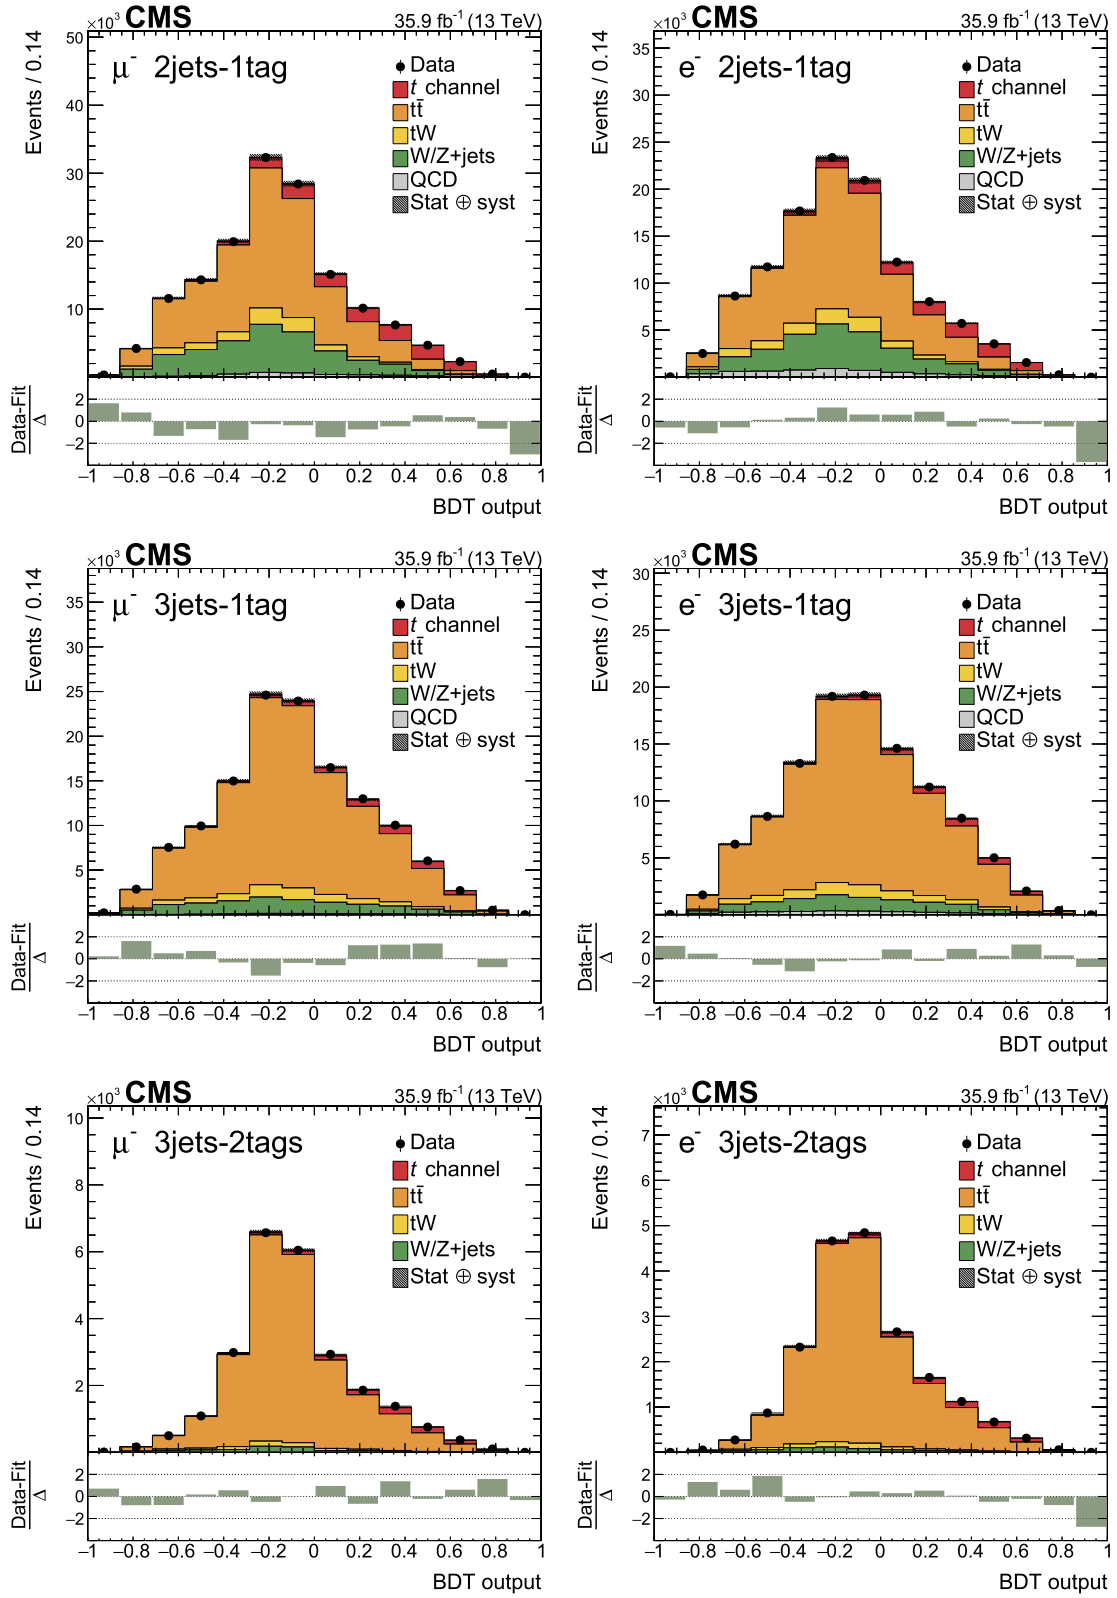 ×10³ CMS 35.9 fb⁻¹ (13 TeV)
Events / 0.14
μ⁻ 2jets-1tag
Data
t channel
tt̄
tW
W/Z+jets
QCD
Stat ⊕ syst
50
40
30
20
10
Data-Fit
Δ
2
0
−2
−1 −0.8 −0.6 −0.4 −0.2 0 0.2 0.4 0.6 0.8 1
BDT output
×10³ CMS 35.9 fb⁻¹ (13 TeV)
Events / 0.14
e⁻ 2jets-1tag
Data
t channel
tt̄
tW
W/Z+jets
QCD
Stat ⊕ syst
35
30
25
20
15
10
5
Data-Fit
Δ
2
0
−2
−1 −0.8 −0.6 −0.4 −0.2 0 0.2 0.4 0.6 0.8 1
BDT output
×10³ CMS 35.9 fb⁻¹ (13 TeV)
Events / 0.14
μ⁻ 3jets-1tag
Data
t channel
tt̄
tW
W/Z+jets
QCD
Stat ⊕ syst
35
30
25
20
15
10
5
Data-Fit
Δ
2
0
−2
−1 −0.8 −0.6 −0.4 −0.2 0 0.2 0.4 0.6 0.8 1
BDT output
×10³ CMS 35.9 fb⁻¹ (13 TeV)
Events / 0.14
e⁻ 3jets-1tag
Data
t channel
tt̄
tW
W/Z+jets
QCD
Stat ⊕ syst
30
25
20
15
10
5
Data-Fit
Δ
2
0
−2
−1 −0.8 −0.6 −0.4 −0.2 0 0.2 0.4 0.6 0.8 1
BDT output
×10³ CMS 35.9 fb⁻¹ (13 TeV)
Events / 0.14
μ⁻ 3jets-2tags
Data
t channel
tt̄
tW
W/Z+jets
Stat ⊕ syst
10
8
6
4
2
Data-Fit
Δ
2
0
−2
−1 −0.8 −0.6 −0.4 −0.2 0 0.2 0.4 0.6 0.8 1
BDT output
×10³ CMS 35.9 fb⁻¹ (13 TeV)
Events / 0.14
e⁻ 3jets-2tags
Data
t channel
tt̄
tW
W/Z+jets
Stat ⊕ syst
7
6
5
4
3
2
1
Data-Fit
Δ
2
0
−2
−1 −0.8 −0.6 −0.4 −0.2 0 0.2 0.4 0.6 0.8 1
BDT output